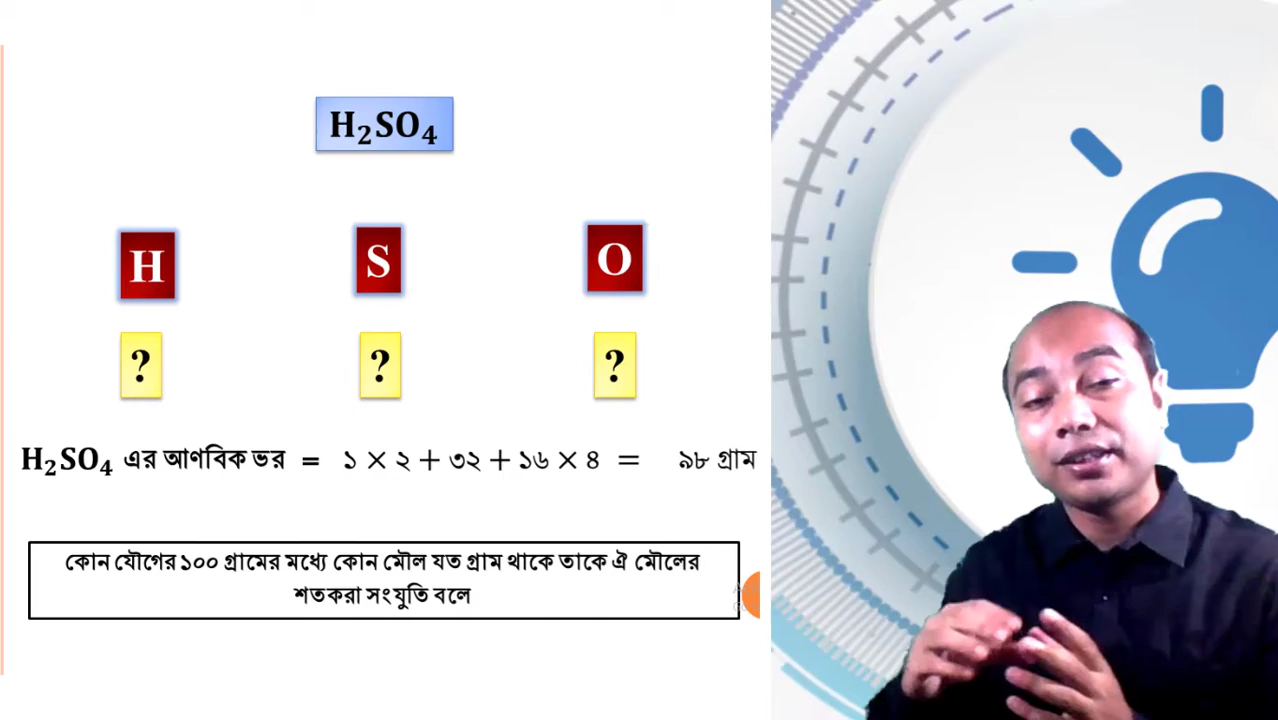 H₂SO₄
H S O
? ? ?
H₂SO₄ এর আণবিক ভর = ১ × ২ + ৩২ + ১৬ × ৪ = ৯৮ গ্রাম
কোন যৌগের ১০০ গ্রামের মধ্যে কোন মৌল যত গ্রাম থাকে তাকে ঐ মৌলের
শতকরা সংযুতি বলে